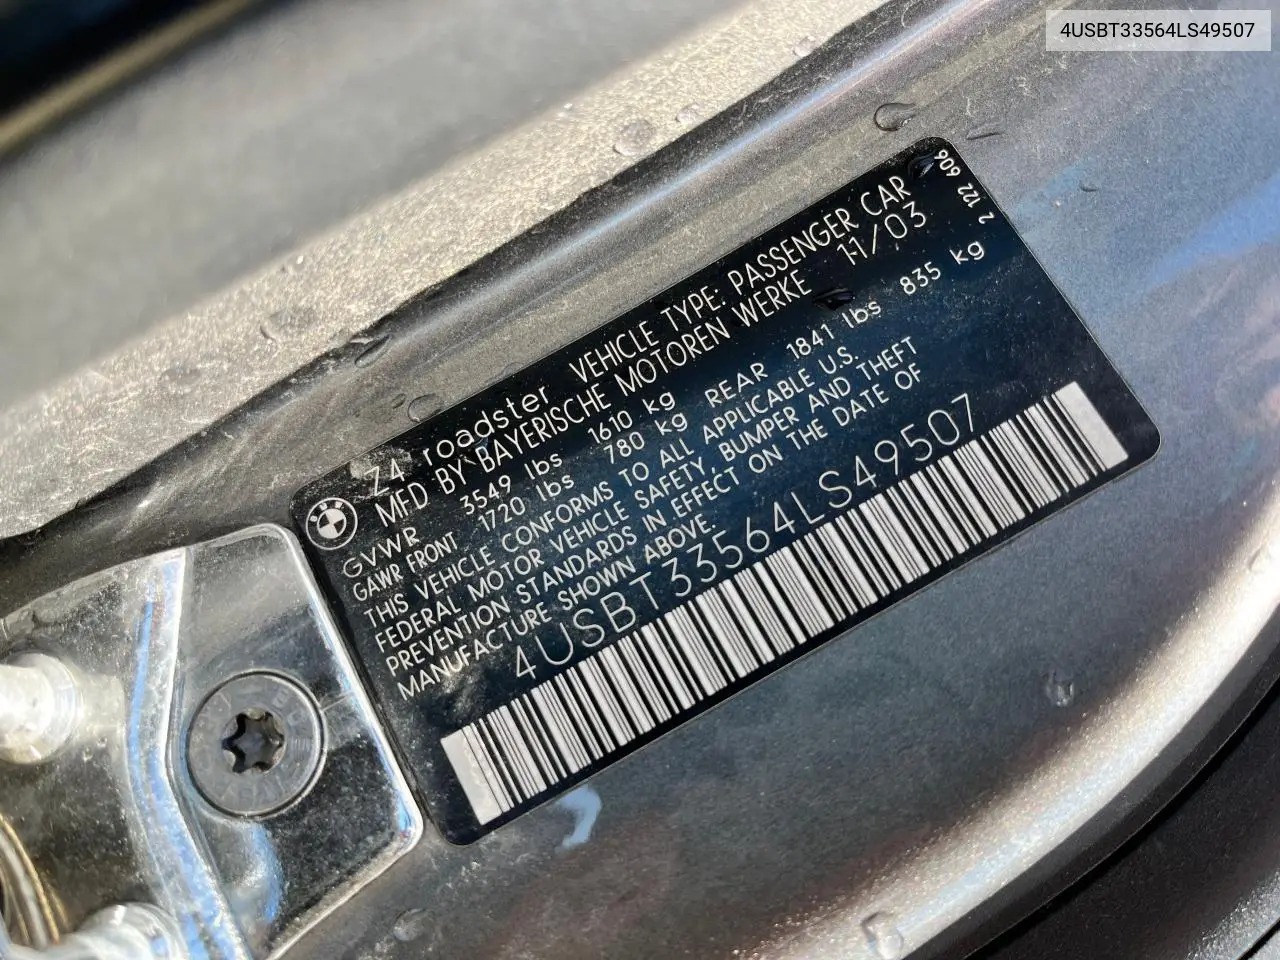 4USBT33564LS49507
2 122 606
Z4 roadster VEHICLE TYPE: PASSENGER CAR
MFD BY BAYERISCHE MOTOREN WERKE 11/03
GVWR 3549 lbs 1610 kg
GAWR FRONT 1720 lbs 780 kg REAR 1841 lbs 835 kg
THIS VEHICLE CONFORMS TO ALL APPLICABLE U.S.
FEDERAL MOTOR VEHICLE SAFETY, BUMPER AND THEFT
PREVENTION STANDARDS IN EFFECT ON THE DATE OF
MANUFACTURE SHOWN ABOVE.
4USBT33564LS49507